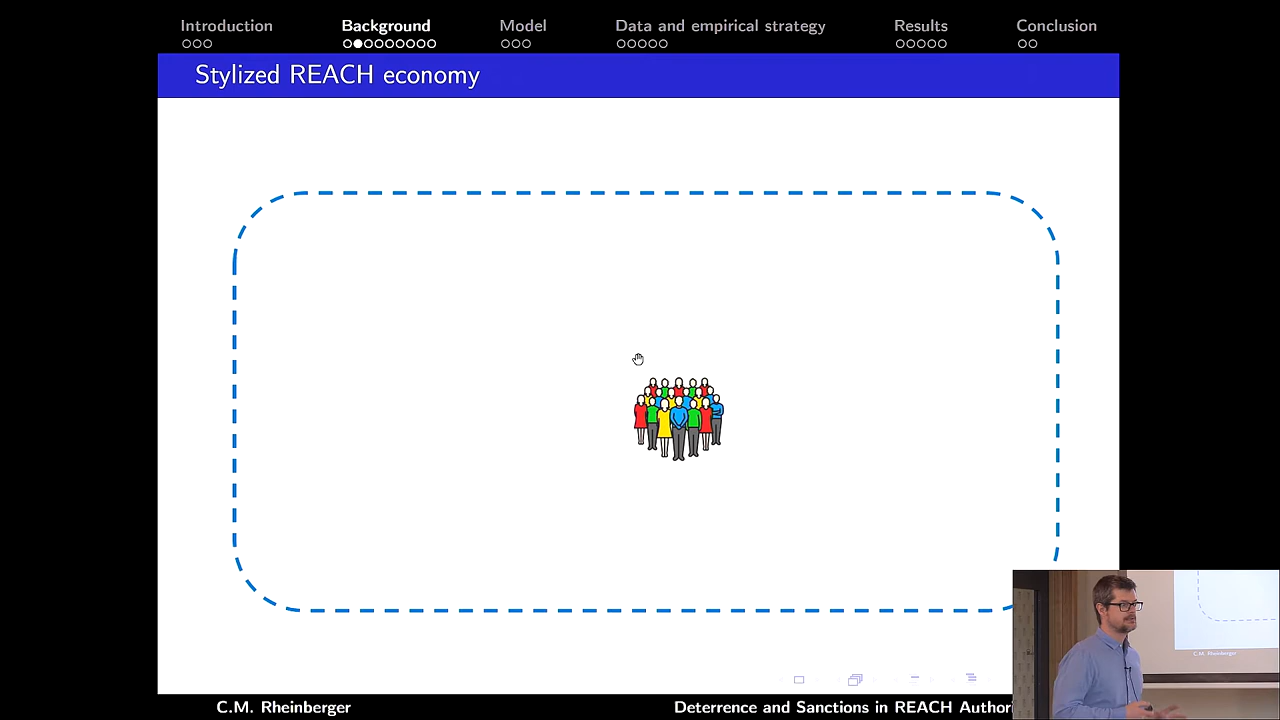 Introduction Background Model Data and empirical strategy Results Conclusion
Stylized REACH economy
C.M. Rheinberger
C.M. Rheinberger Deterrence and Sanctions in REACH Authori